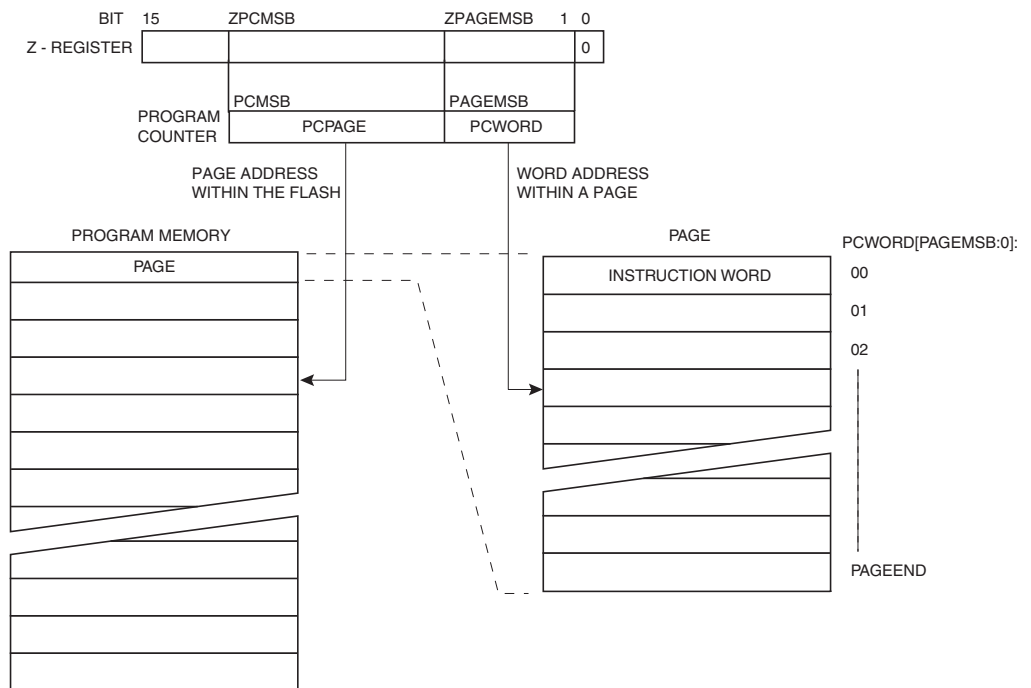 BIT 15 ZPCMSB ZPAGEMSB 1 0
Z - REGISTER 0
PCMSB PAGEMSB
PROGRAM
COUNTER
PCPAGE PCWORD
PAGE ADDRESS
WITHIN THE FLASH
WORD ADDRESS
WITHIN A PAGE
PROGRAM MEMORY
PAGE
PAGE
PCWORD[PAGEMSB:0]:
INSTRUCTION WORD
00
01
02
PAGEEND